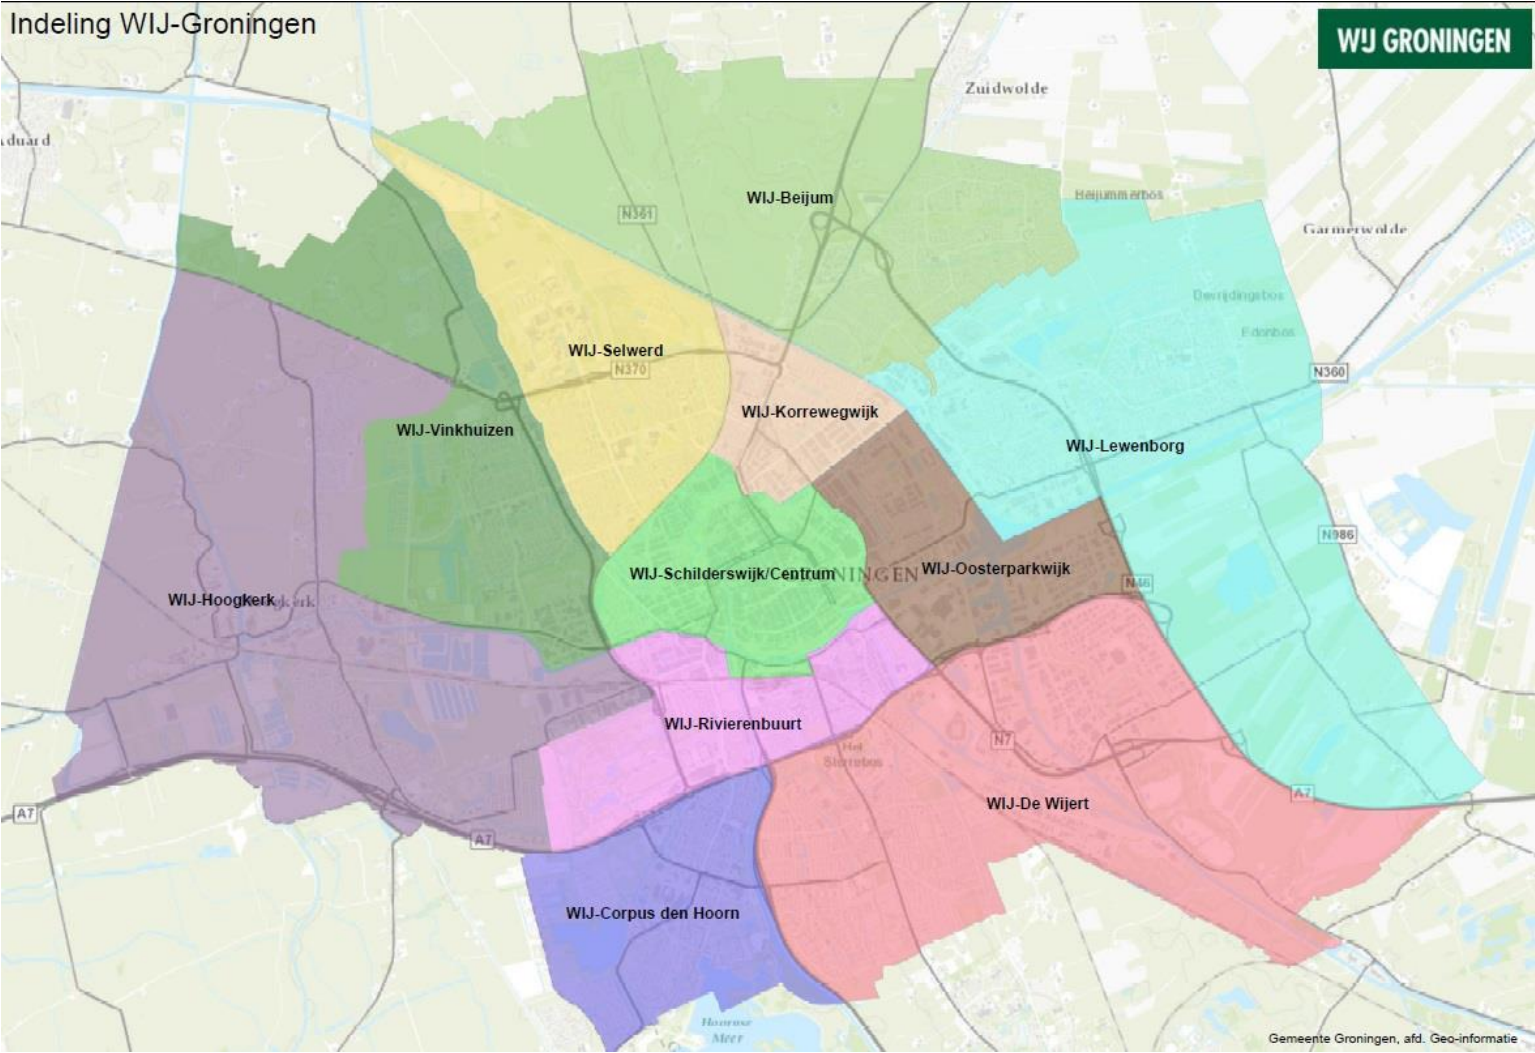 Indeling WIJ-Groningen
WIJ GRONINGEN
Zuidwolde
Aduard
WIJ-Beijum
Beijummerbos
N361
Garmerwolde
WIJ-Selwerd
N370
N360
WIJ-Korrewegwijk
WIJ-Vinkhuizen
WIJ-Lewenborg
N986
WIJ-Schilderswijk/Centrum
WIJ-Oosterparkwijk
N46
WIJ-Hoogkerk
WIJ-Rivierenbuurt
N7
Het
Sterrebos
A7
WIJ-De Wijert
A7
A7
WIJ-Corpus den Hoorn
Hoornse
Meer
Gemeente Groningen, afd. Geo-informatie